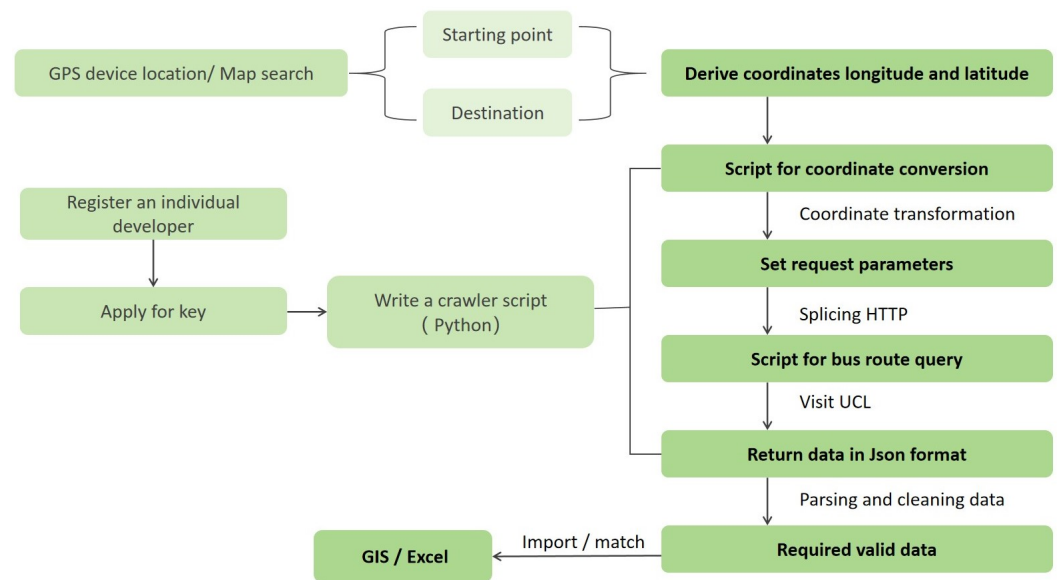 Starting point
GPS device location/ Map search
Derive coordinates longitude and latitude
Destination
Script for coordinate conversion
Register an individual
developer
Coordinate transformation
Set request parameters
Apply for key
Write a crawler script
( Python)
Splicing HTTP
Script for bus route query
Visit UCL
Return data in Json format
Parsing and cleaning data
Required valid data
Import / match
GIS / Excel